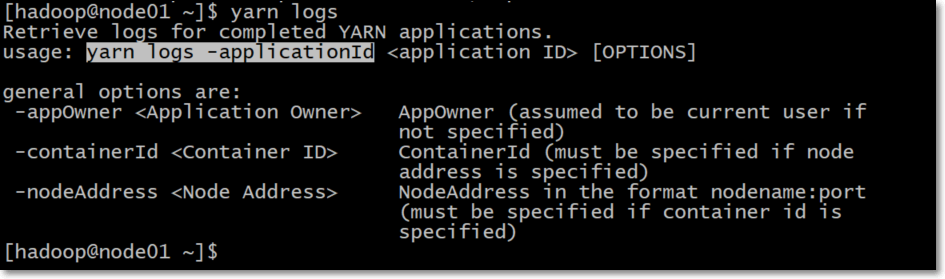 [hadoop@node01 ~]$ yarn logs
Retrieve logs for completed YARN applications.
usage: yarn logs -applicationId <application ID> [OPTIONS]

general options are:
 -appOwner <Application Owner>   AppOwner (assumed to be current user if
                                 not specified)
 -containerId <Container ID>     ContainerId (must be specified if node
                                 address is specified)
 -nodeAddress <Node Address>     NodeAddress in the format nodename:port
                                 (must be specified if container id is
                                 specified)
[hadoop@node01 ~]$